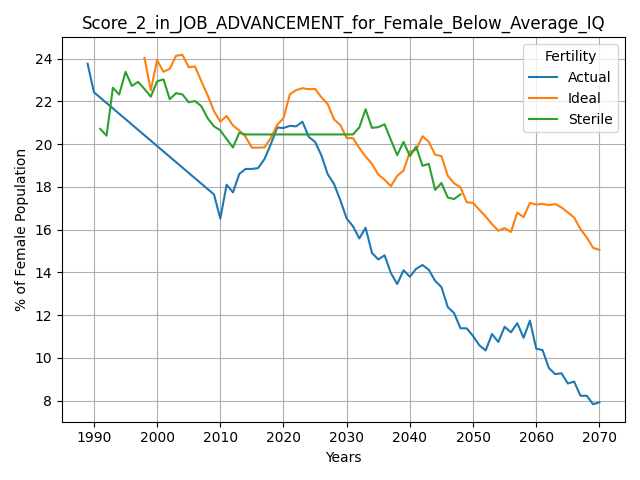 Score_2_in_JOB_ADVANCEMENT_for_Female_Below_Average_IQ
Fertility
Actual
Ideal
Sterile
% of Female Population
24
22
20
18
16
14
12
10
8
1990 2000 2010 2020 2030 2040 2050 2060 2070
Years